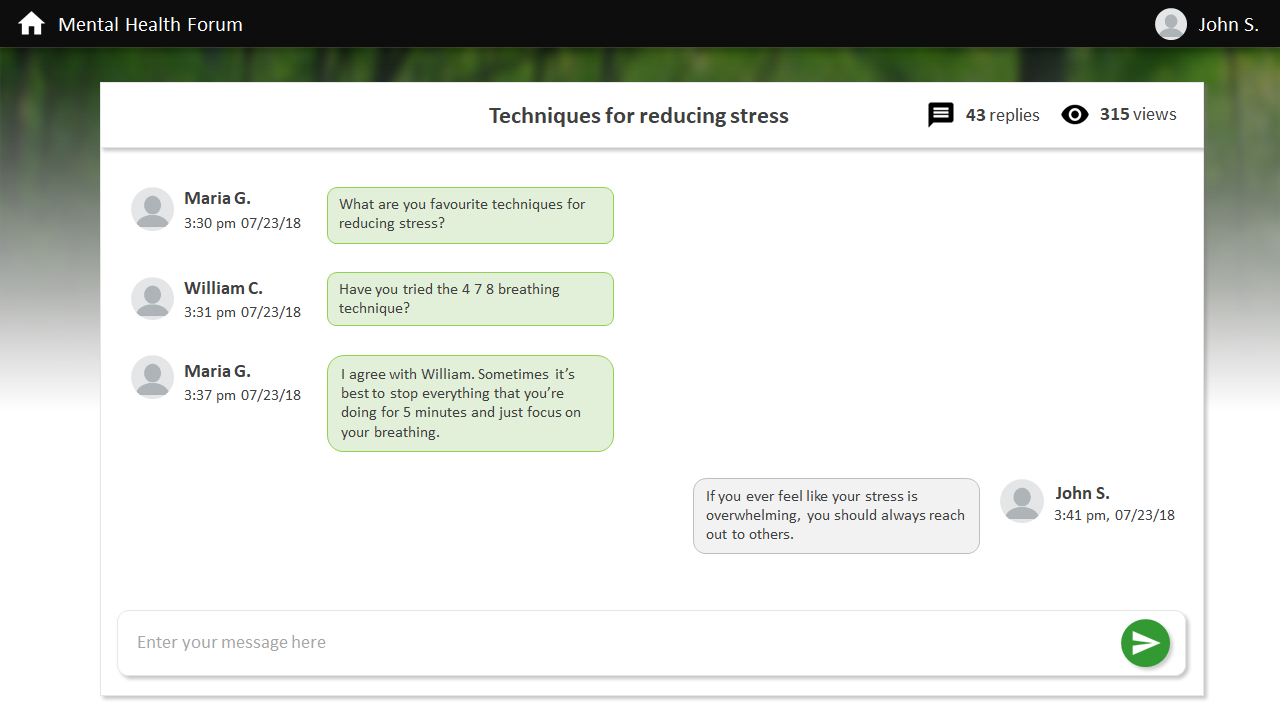 Mental Health Forum
John S.
Techniques for reducing stress
43 replies
315 views
Maria G.
3:30 pm 07/23/18
What are you favourite techniques for
reducing stress?
William C.
3:31 pm 07/23/18
Have you tried the 4 7 8 breathing
technique?
Maria G.
3:37 pm 07/23/18
I agree with William. Sometimes it’s
best to stop everything that you’re
doing for 5 minutes and just focus on
your breathing.
If you ever feel like your stress is
overwhelming, you should always reach
out to others.
John S.
3:41 pm, 07/23/18
Enter your message here